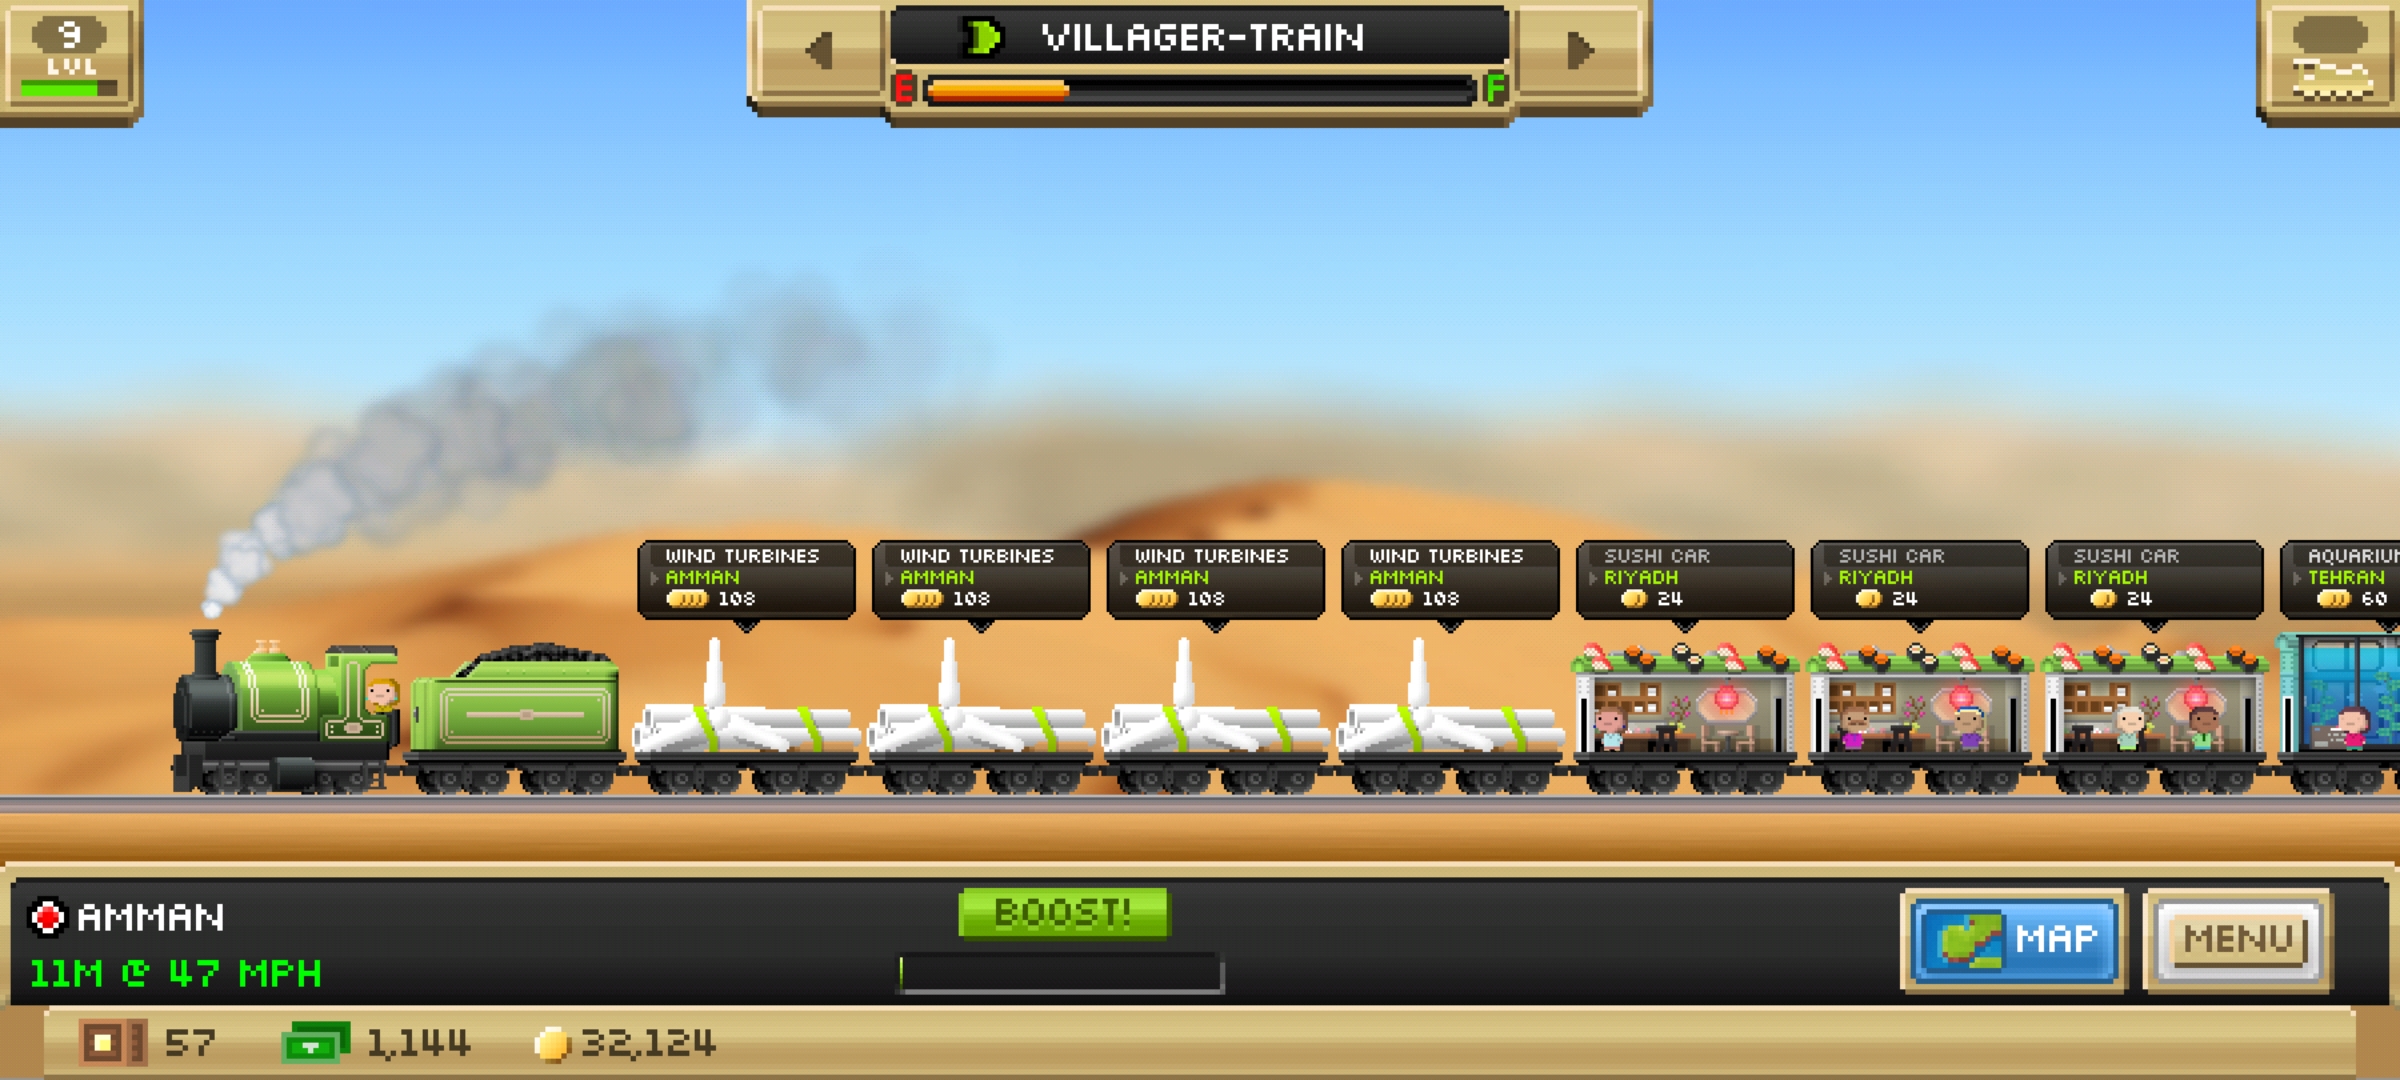 9
LVL
VILLAGER-TRAIN
E F
WIND TURBINES
AMMAN
108
WIND TURBINES
AMMAN
108
WIND TURBINES
AMMAN
108
WIND TURBINES
AMMAN
108
SUSHI CAR
RIYADH
24
SUSHI CAR
RIYADH
24
SUSHI CAR
RIYADH
24
TEHRAN
60
AMMAN
11M @ 47 MPH
BOOST!
MAP
MENU
57 1,144 32,124